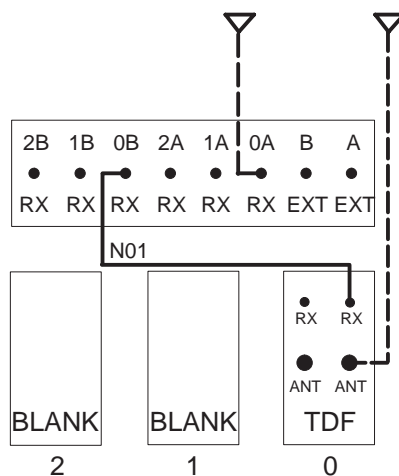 2B 1B 0B 2A 1A 0A B A
RX RX RX RX RX RX EXT EXT
N01
RX RX
ANT ANT
BLANK BLANK TDF
2 1 0